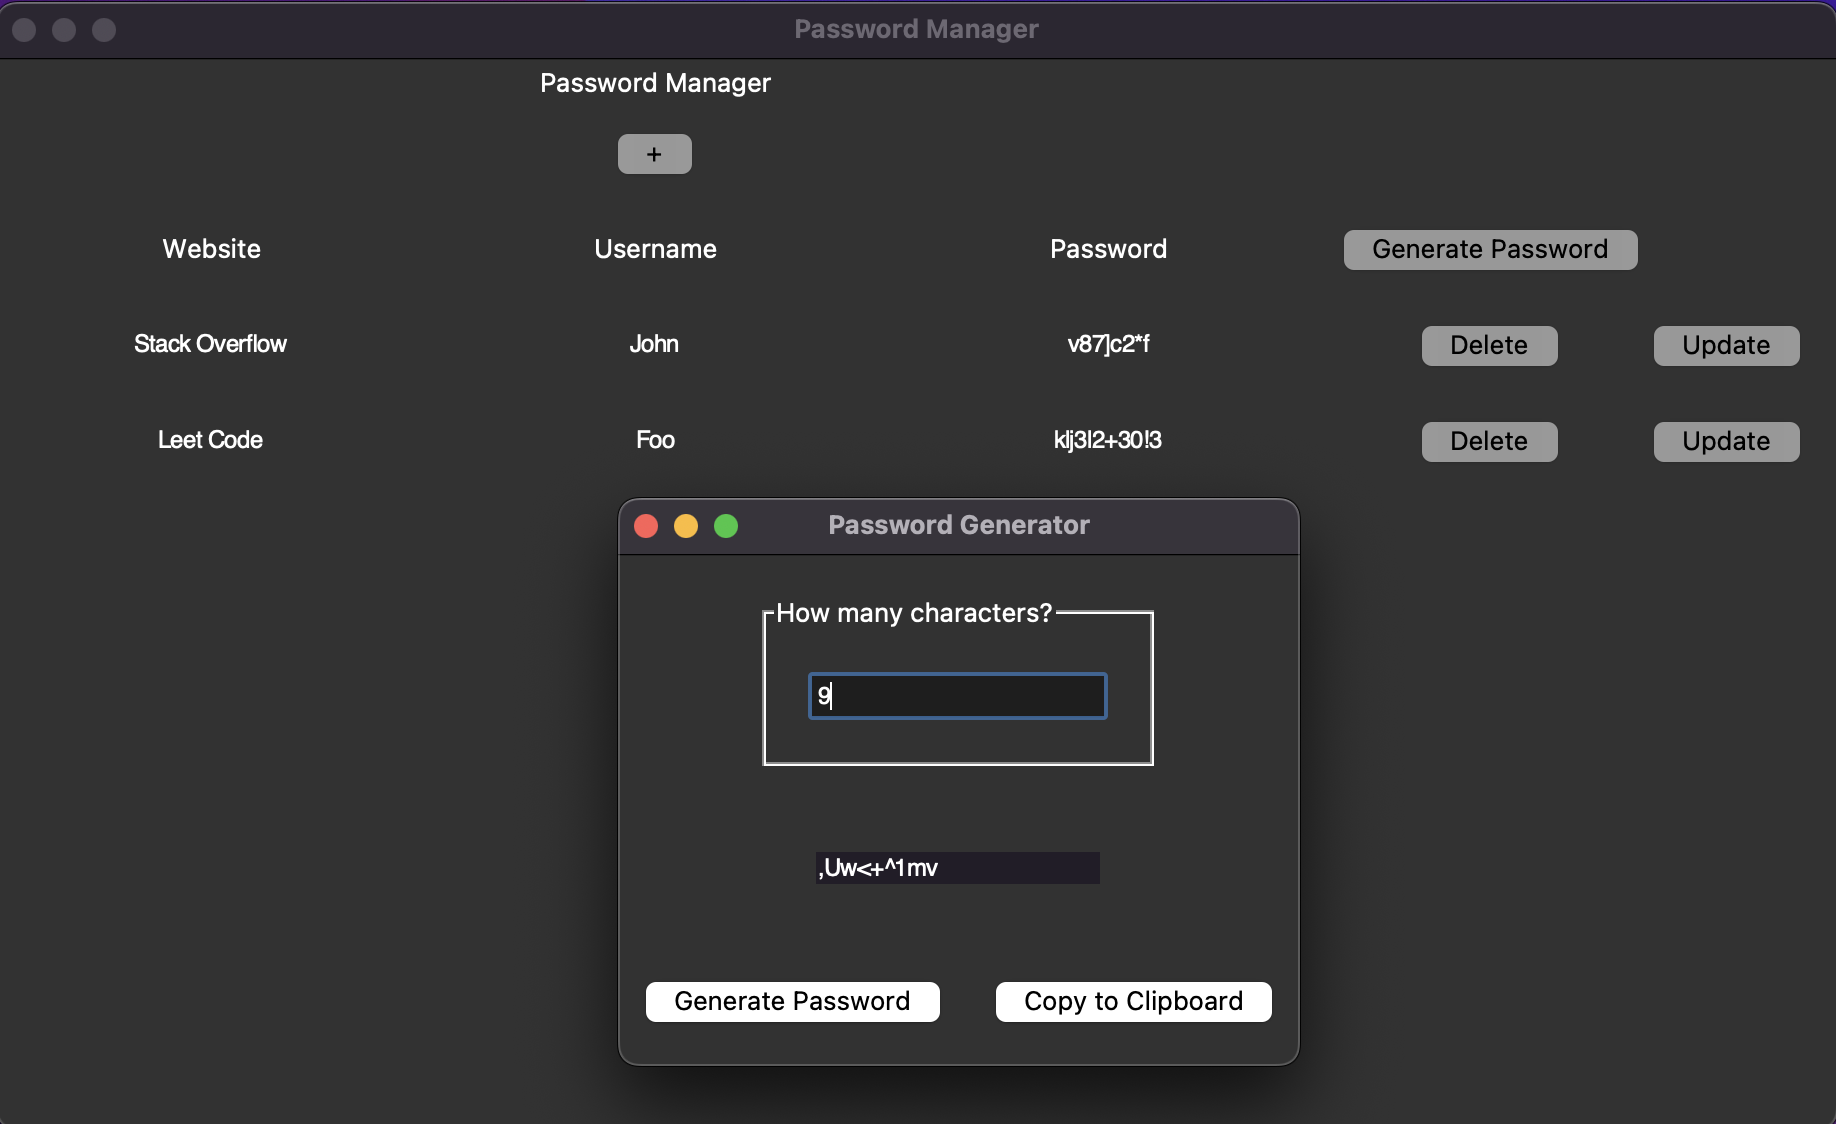 Password Manager
Password Manager
+
Website Username Password Generate Password
Stack Overflow John v87]c2*f Delete Update
Leet Code Foo klj3l2+30!3 Delete Update
Password Generator
How many characters?
9
,Uw<+^1mv
Generate Password Copy to Clipboard